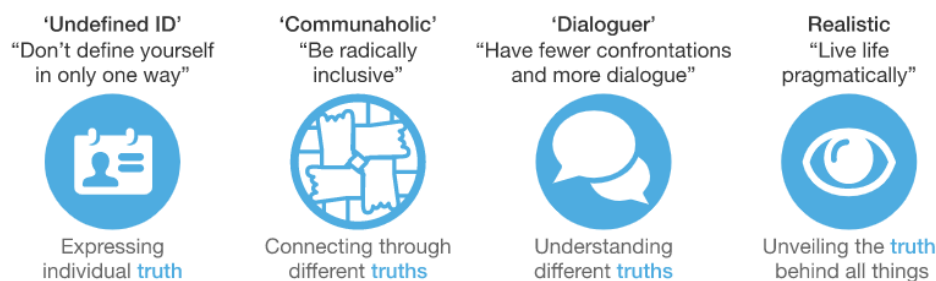 ‘Undefined ID’
“Don’t define yourself
in only one way”
Expressing
individual truth
‘Communaholic’
“Be radically
inclusive”
Connecting through
different truths
‘Dialoguer’
“Have fewer confrontations
and more dialogue”
Understanding
different truths
Realistic
“Live life
pragmatically”
Unveiling the truth
behind all things